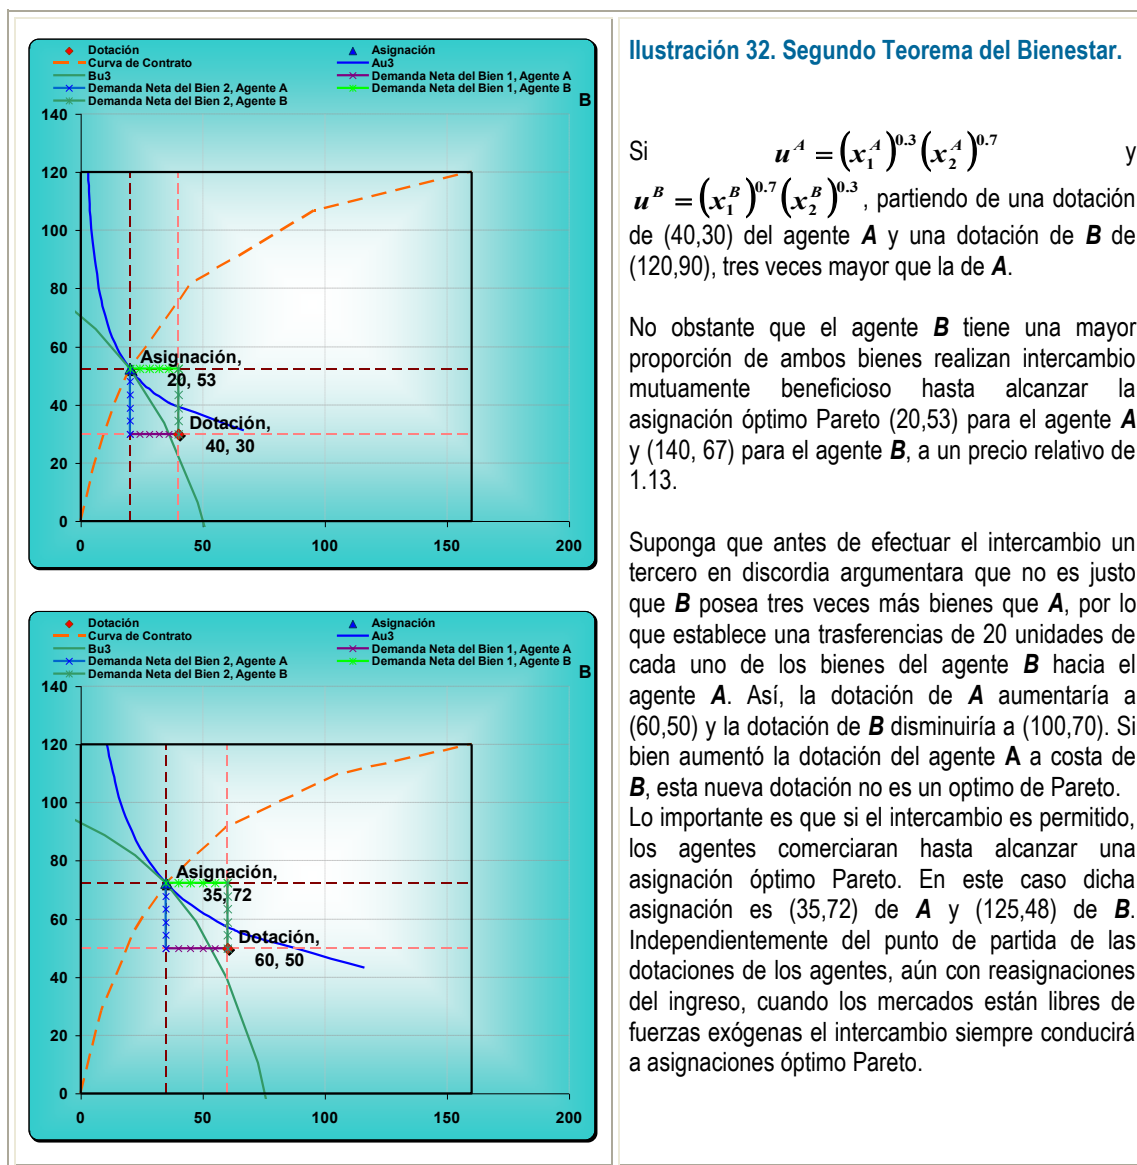 Dotación
Asignación
Curva de Contrato
Au3
Bu3
Demanda Neta del Bien 1, Agente A
Demanda Neta del Bien 2, Agente A
Demanda Neta del Bien 1, Agente B
Demanda Neta del Bien 2, Agente B
B
140
120
100
80
60
40
20
0
Asignación,
20, 53
Dotación,
40, 30
0
50
100
150
200
Dotación
Asignación
Curva de Contrato
Au3
Bu3
Demanda Neta del Bien 1, Agente A
Demanda Neta del Bien 2, Agente A
Demanda Neta del Bien 1, Agente B
Demanda Neta del Bien 2, Agente B
B
140
120
100
80
60
40
20
0
Asignación,
35, 72
Dotación,
60, 50
0
50
100
150
200
Ilustración 32. Segundo Teorema del Bienestar.
Si u^A = (x_1^A)^0.3 (x_2^A)^0.7 y
u^B = (x_1^B)^0.7 (x_2^B)^0.3, partiendo de una dotación
de (40,30) del agente A y una dotación de B de
(120,90), tres veces mayor que la de A.
No obstante que el agente B tiene una mayor
proporción de ambos bienes realizan intercambio
mutuamente beneficioso hasta alcanzar la
asignación óptimo Pareto (20,53) para el agente A
y (140, 67) para el agente B, a un precio relativo de
1.13.
Suponga que antes de efectuar el intercambio un
tercero en discordia argumentara que no es justo
que B posea tres veces más bienes que A, por lo
que establece una trasferencias de 20 unidades de
cada uno de los bienes del agente B hacia el
agente A. Así, la dotación de A aumentaría a
(60,50) y la dotación de B disminuiría a (100,70). Si
bien aumentó la dotación del agente A a costa de
B, esta nueva dotación no es un optimo de Pareto.
Lo importante es que si el intercambio es permitido,
los agentes comerciaran hasta alcanzar una
asignación óptimo Pareto. En este caso dicha
asignación es (35,72) de A y (125,48) de B.
Independientemente del punto de partida de las
dotaciones de los agentes, aún con reasignaciones
del ingreso, cuando los mercados están libres de
fuerzas exógenas el intercambio siempre conducirá
a asignaciones óptimo Pareto.